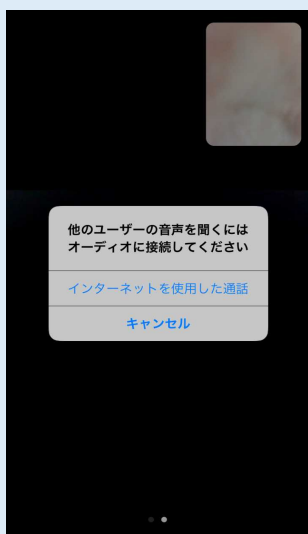 他のユーザーの音声を聞くには
オーディオに接続してください
インターネットを使用した通話
キャンセル